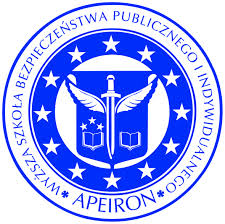 WYŻSZA SZKOŁA BEZPIECZEŃSTWA PUBLICZNEGO I INDYWIDUALNEGO
APEIRON